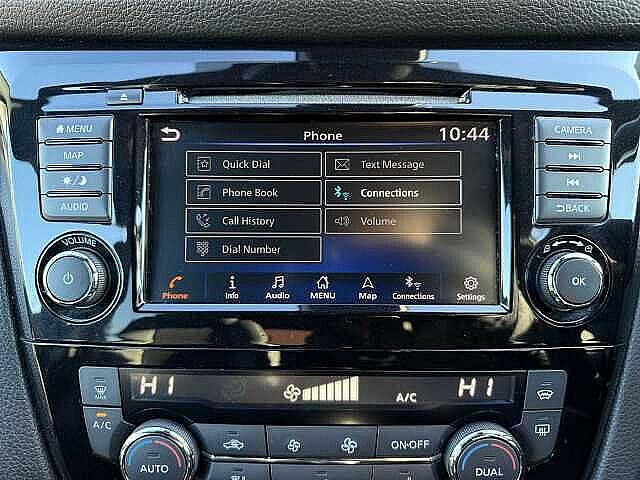 MENU
MAP
AUDIO
VOLUME
Phone
10:44
Quick Dial
Text Message
Phone Book
Connections
Call History
Volume
Dial Number
Phone
Info
Audio
MENU
Map
Connections
Settings
CAMERA
BACK
OK
HI
A/C
HI
MAX
A/C
AUTO
ON·OFF
DUAL